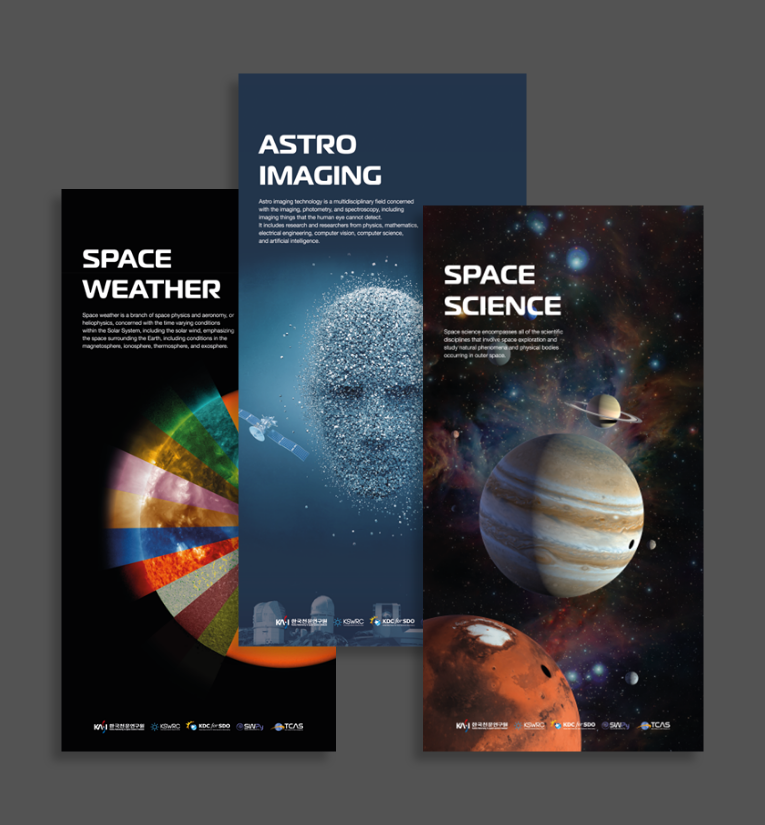 ASTRO
IMAGING
Astro imaging technology is a multidisciplinary field concerned
with the imaging, photometry, and spectroscopy, including
imaging things that the human eye cannot detect.
It includes research and researchers from physics, mathematics,
electrical engineering, computer vision, computer science,
and artificial intelligence.
한국천문연구원
KSWRC
KDC for SDO
SPACE
WEATHER
Space weather is a branch of space physics and aeronomy, or
heliophysics, concerned with the time varying conditions
within the Solar System, including the solar wind, emphasizing
the space surrounding the Earth, including conditions in the
magnetosphere, ionosphere, thermosphere, and exosphere.
한국천문연구원
KSWRC
KDC for SDO
TCAS
SPACE
SCIENCE
Space science encompasses all of the scientific
disciplines that involve space exploration and
study natural phenomena and physical bodies
occurring in outer space.
한국천문연구원
KSWRC
KDC for SDO
TCAS